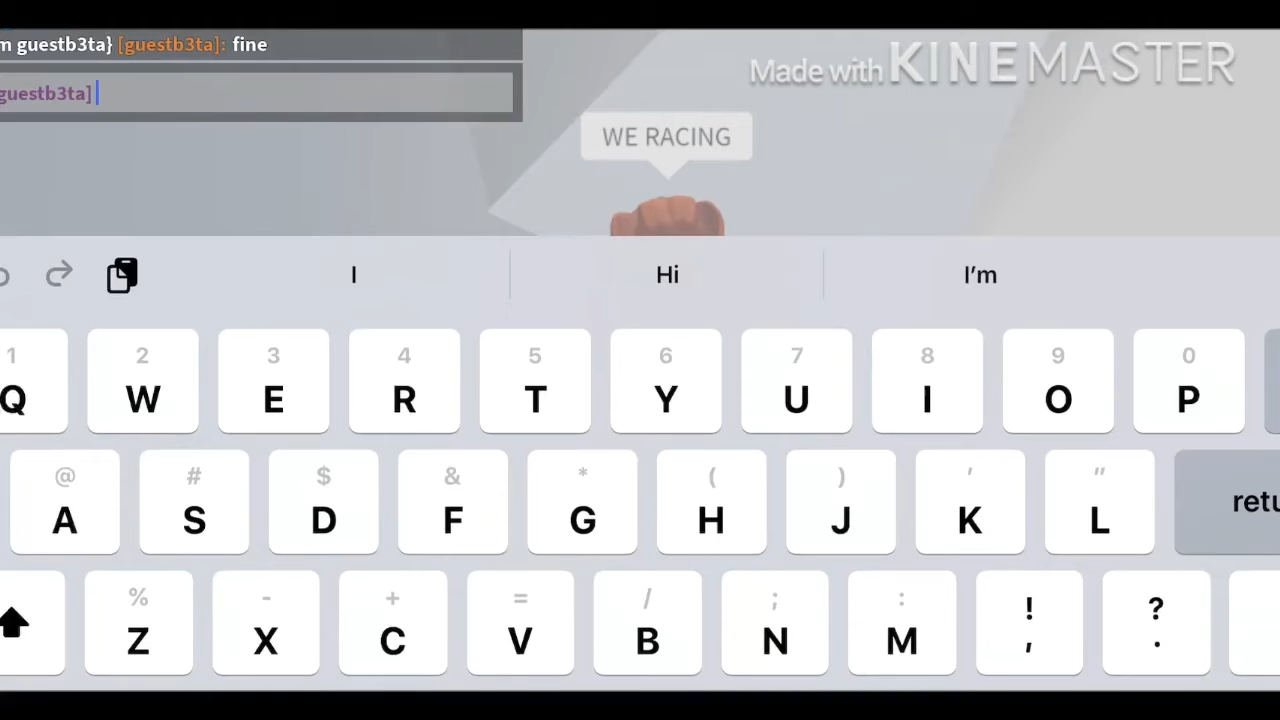 m guestb3ta} [guestb3ta]: fine
guestb3ta]
Made with KINEMASTER
WE RACING
I Hi I'm
1 2 3 4 5 6 7 8 9 0
Q W E R T Y U I O P
@ # $ & * ( ) ' "
A S D F G H J K L retu
% - + = / ; : ! ?
Z X C V B N M , .